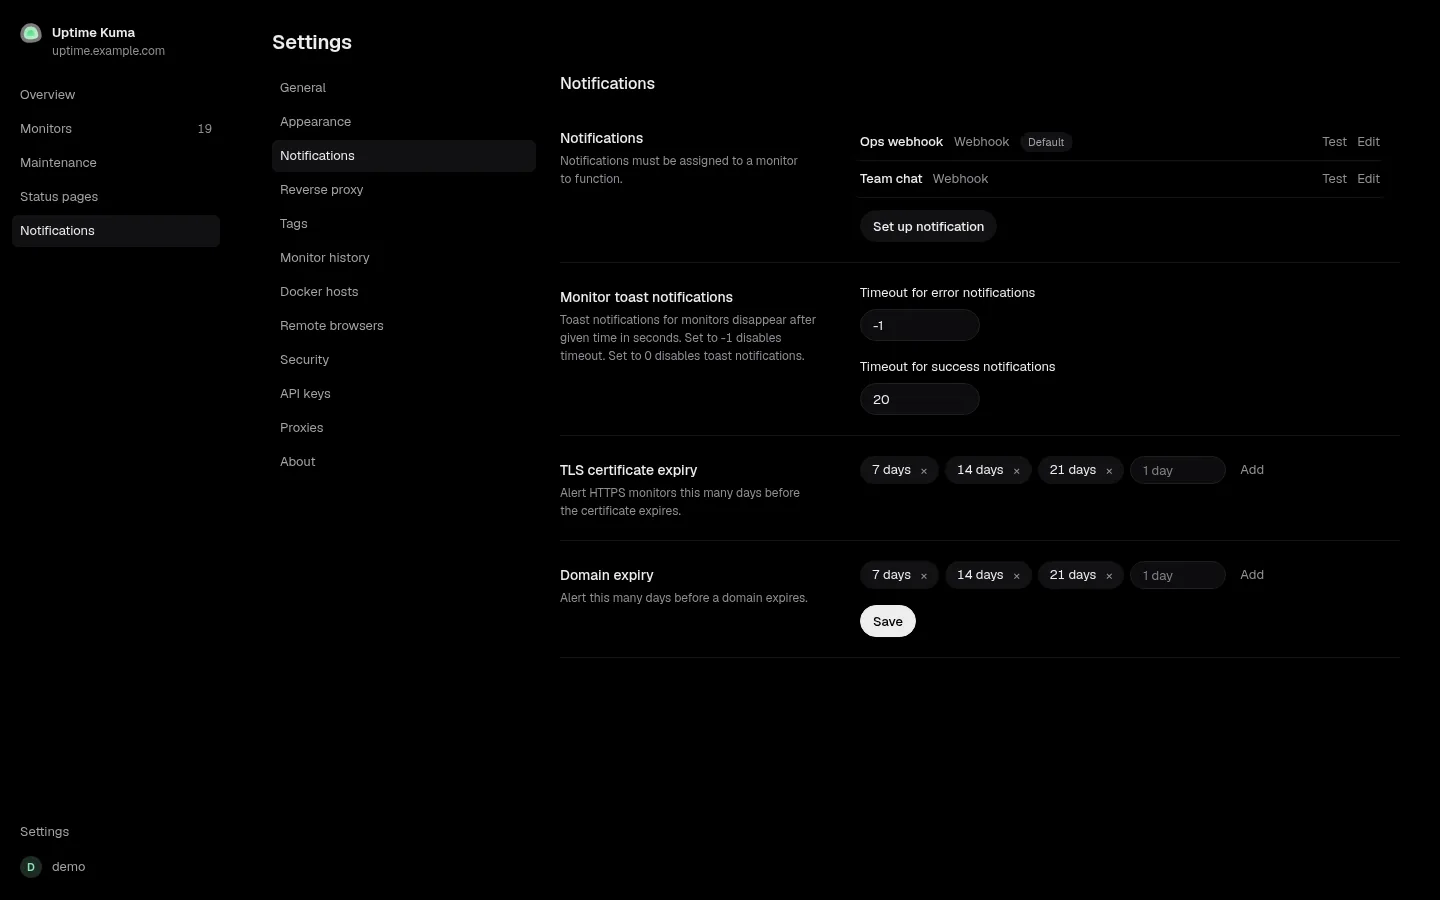 Uptime Kuma
uptime.example.com
Overview
Monitors 19
Maintenance
Status pages
Notifications
Settings
D demo
Settings
General
Appearance
Notifications
Reverse proxy
Tags
Monitor history
Docker hosts
Remote browsers
Security
API keys
Proxies
About
Notifications
Notifications
Notifications must be assigned to a monitor
to function.
Ops webhook Webhook Default Test Edit
Team chat Webhook Test Edit
Set up notification
Monitor toast notifications
Toast notifications for monitors disappear after
given time in seconds. Set to -1 disables
timeout. Set to 0 disables toast notifications.
Timeout for error notifications
-1
Timeout for success notifications
20
TLS certificate expiry
Alert HTTPS monitors this many days before
the certificate expires.
7 days × 14 days × 21 days × 1 day Add
Domain expiry
Alert this many days before a domain expires.
7 days × 14 days × 21 days × 1 day Add
Save